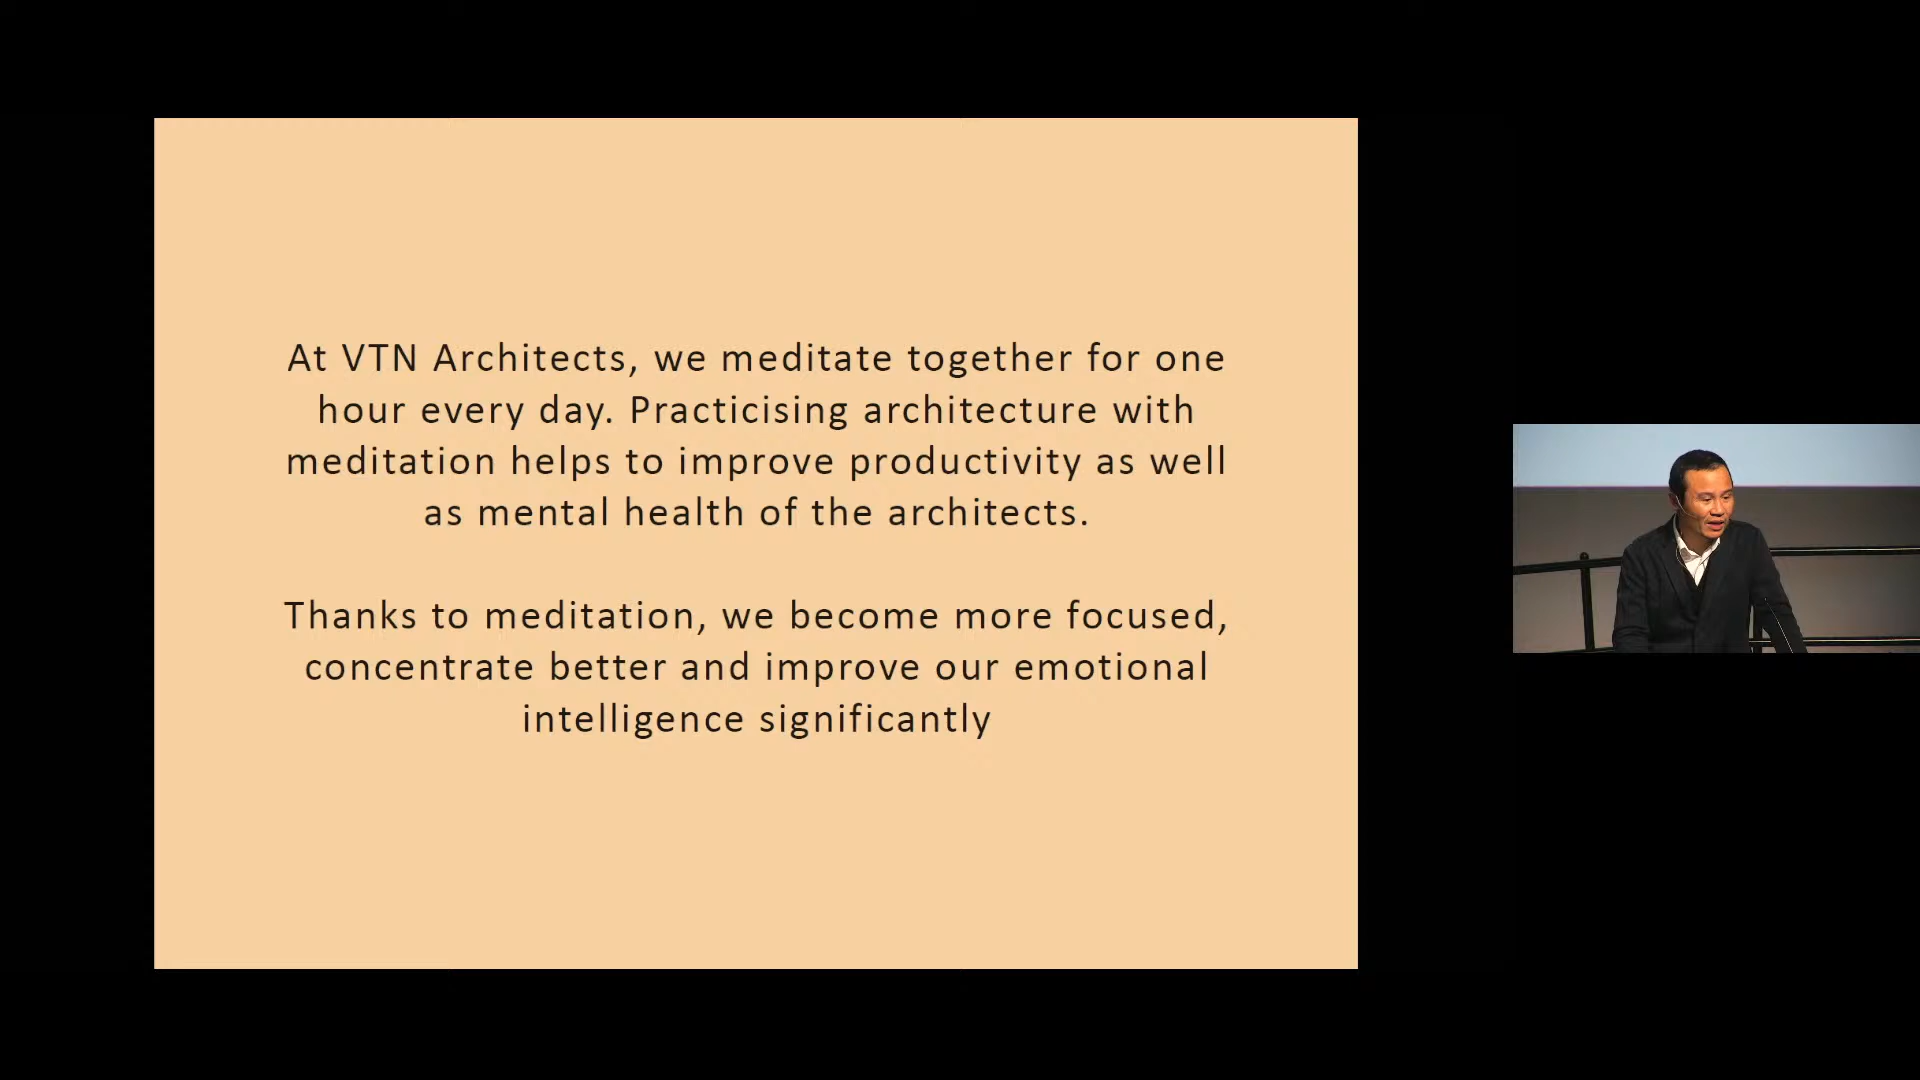 At VTN Architects, we meditate together for one
hour every day. Practicising architecture with
meditation helps to improve productivity as well
as mental health of the architects.
Thanks to meditation, we become more focused,
concentrate better and improve our emotional
intelligence significantly